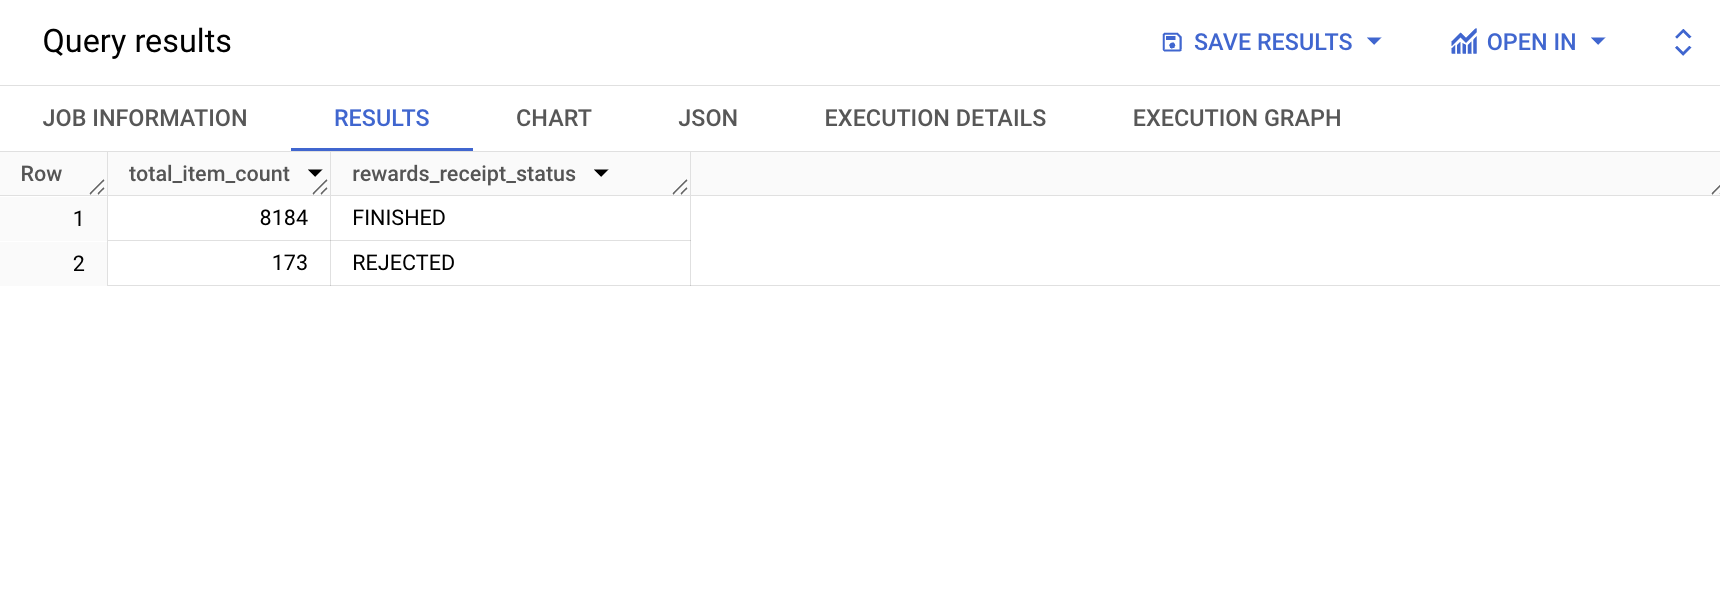 Query results
SAVE RESULTS
OPEN IN
JOB INFORMATION RESULTS CHART JSON EXECUTION DETAILS EXECUTION GRAPH
Row total_item_count rewards_receipt_status
1 8184 FINISHED
2 173 REJECTED